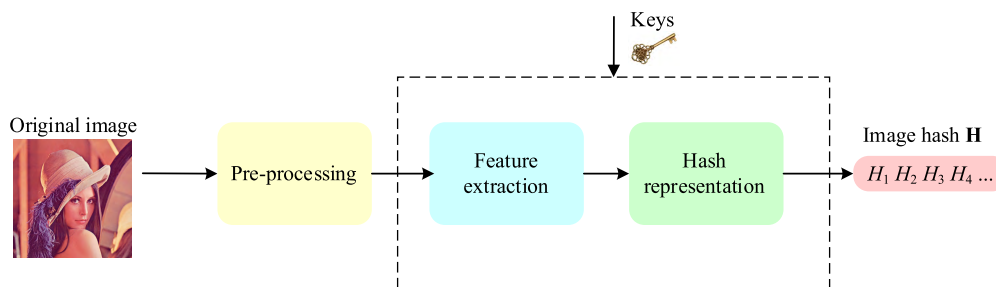 Keys
Original image
Pre-processing
Feature
extraction
Hash
representation
Image hash H
H1 H2 H3 H4 ...